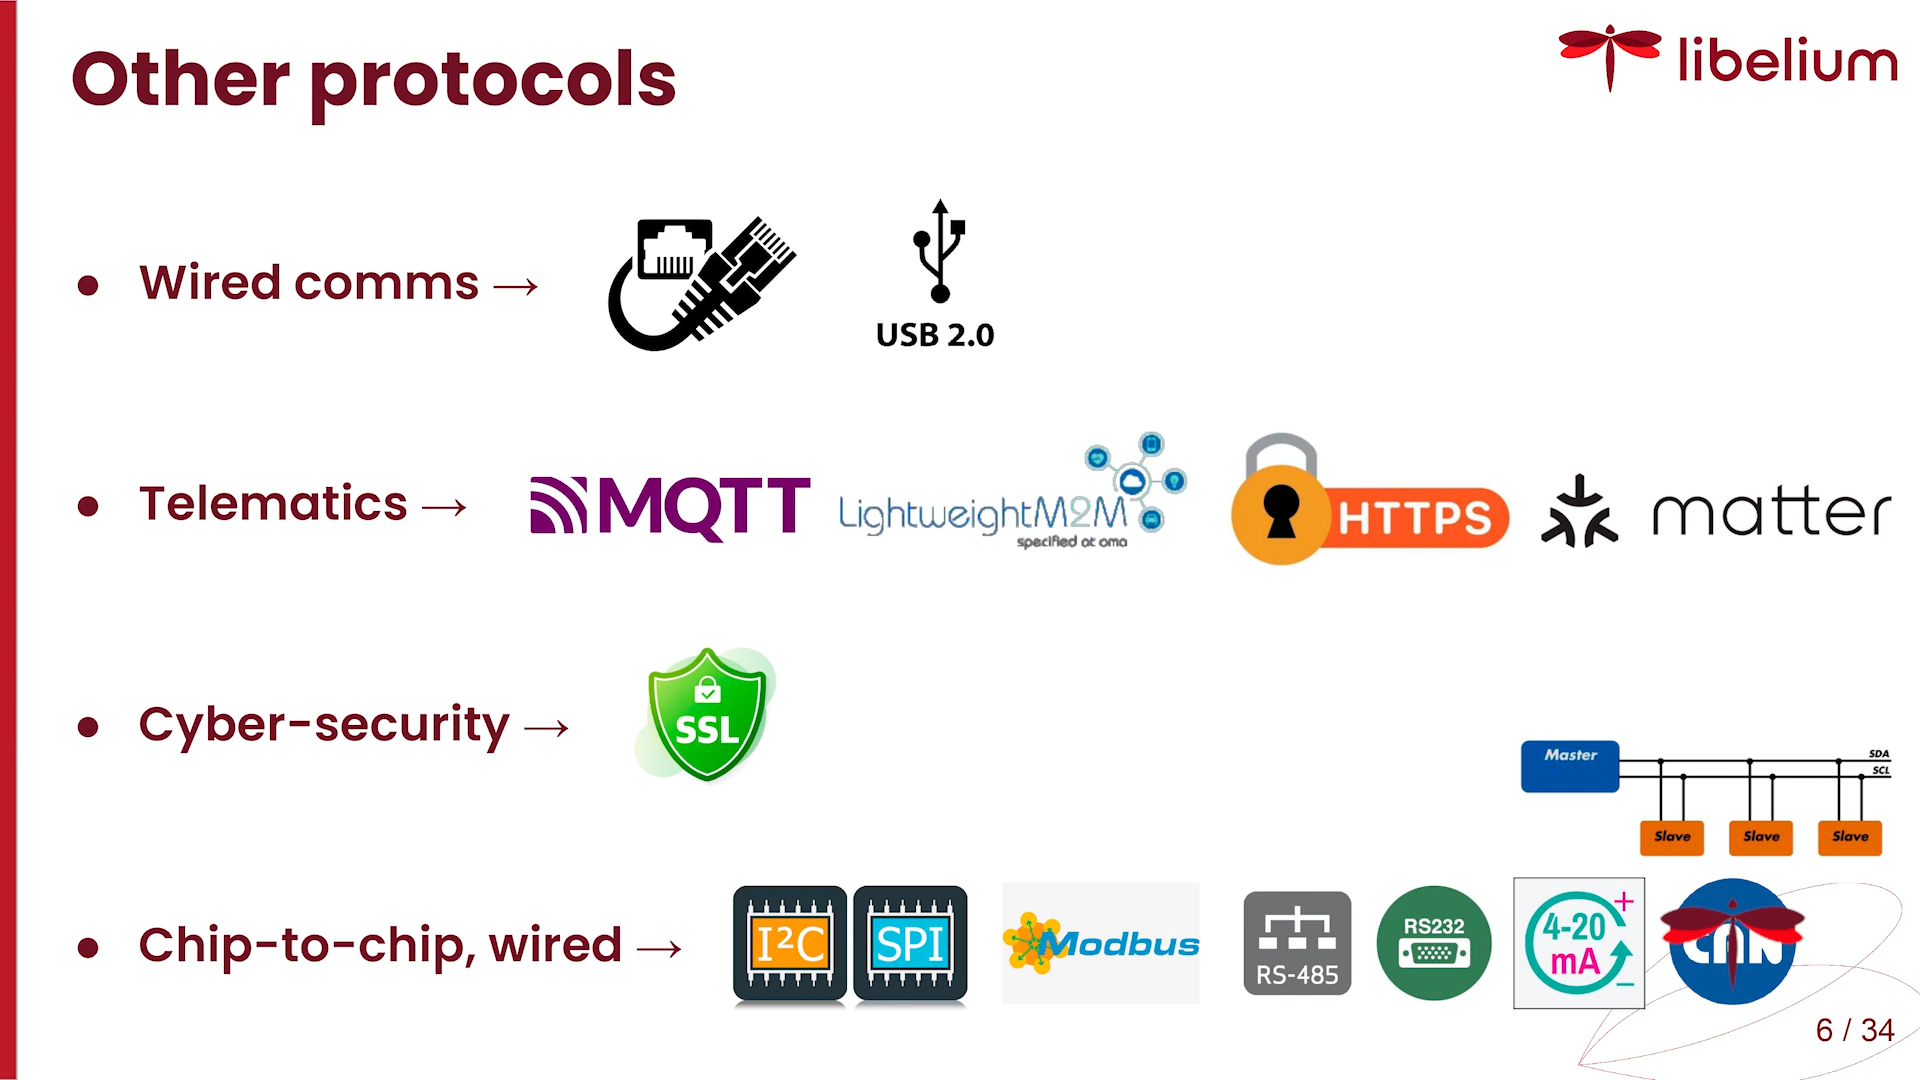 Other protocols
libelium
● Wired comms →
USB 2.0
● Telematics →
MQTT
LightweightM2M
specified at oma
HTTPS
matter
● Cyber-security →
SSL
Master
SDA
SCL
Slave Slave Slave
● Chip-to-chip, wired →
I²C
SPI
Modbus
RS-485
RS232
4-20
mA
+
−
CAN
6 / 34